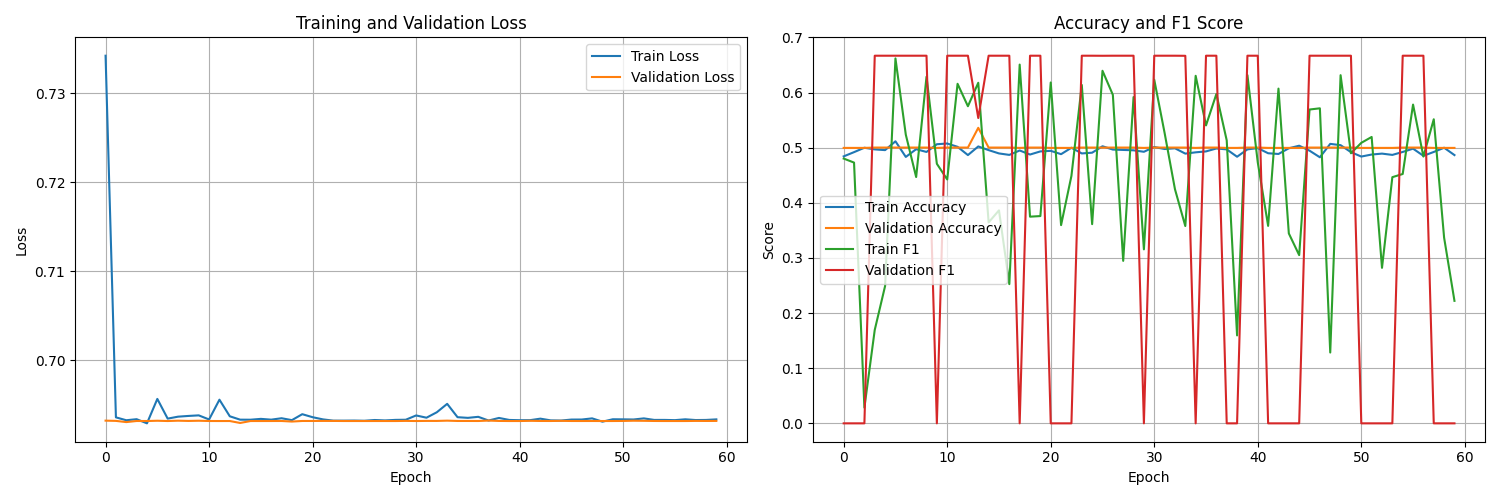 Training and Validation Loss
Train Loss
Validation Loss
0.73
0.72
0.71
0.70
Loss
0
10
20
30
40
50
60
Epoch
Accuracy and F1 Score
0.7
0.6
0.5
0.4
0.3
0.2
0.1
0.0
Score
Train Accuracy
Validation Accuracy
Train F1
Validation F1
0
10
20
30
40
50
60
Epoch